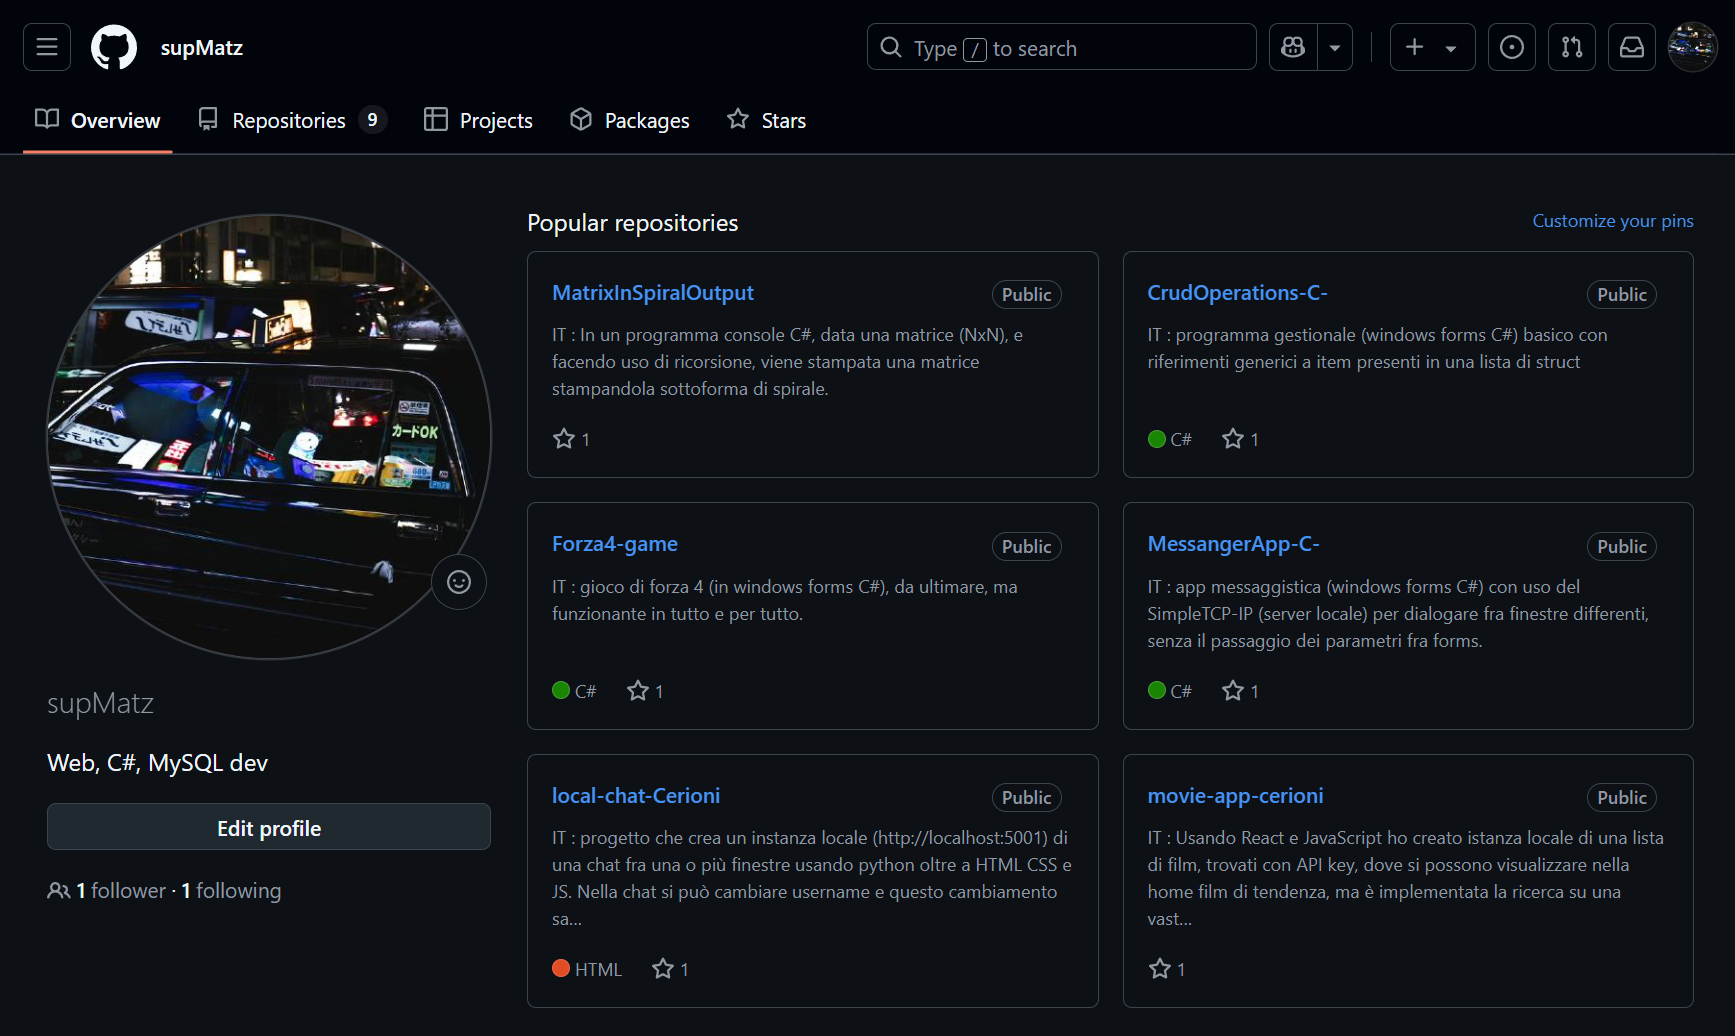 supMatz
Type / to search
Overview
Repositories 9
Projects
Packages
Stars
カードOK
supMatz
Web, C#, MySQL dev
Edit profile
1 follower · 1 following
Popular repositories
Customize your pins
MatrixInSpiralOutput
Public
IT : In un programma console C#, data una matrice (NxN), e
facendo uso di ricorsione, viene stampata una matrice
stampandola sottoforma di spirale.
1
CrudOperations-C-
Public
IT : programma gestionale (windows forms C#) basico con
riferimenti generici a item presenti in una lista di struct
C# 1
Forza4-game
Public
IT : gioco di forza 4 (in windows forms C#), da ultimare, ma
funzionante in tutto e per tutto.
C# 1
MessangerApp-C-
Public
IT : app messaggistica (windows forms C#) con uso del
SimpleTCP-IP (server locale) per dialogare fra finestre differenti,
senza il passaggio dei parametri fra forms.
C# 1
local-chat-Cerioni
Public
IT : progetto che crea un instanza locale (http://localhost:5001) di
una chat fra una o più finestre usando python oltre a HTML CSS e
JS. Nella chat si può cambiare username e questo cambiamento
sa...
HTML 1
movie-app-cerioni
Public
IT : Usando React e JavaScript ho creato istanza locale di una lista
di film, trovati con API key, dove si possono visualizzare nella
home film di tendenza, ma è implementata la ricerca su una
vast...
1